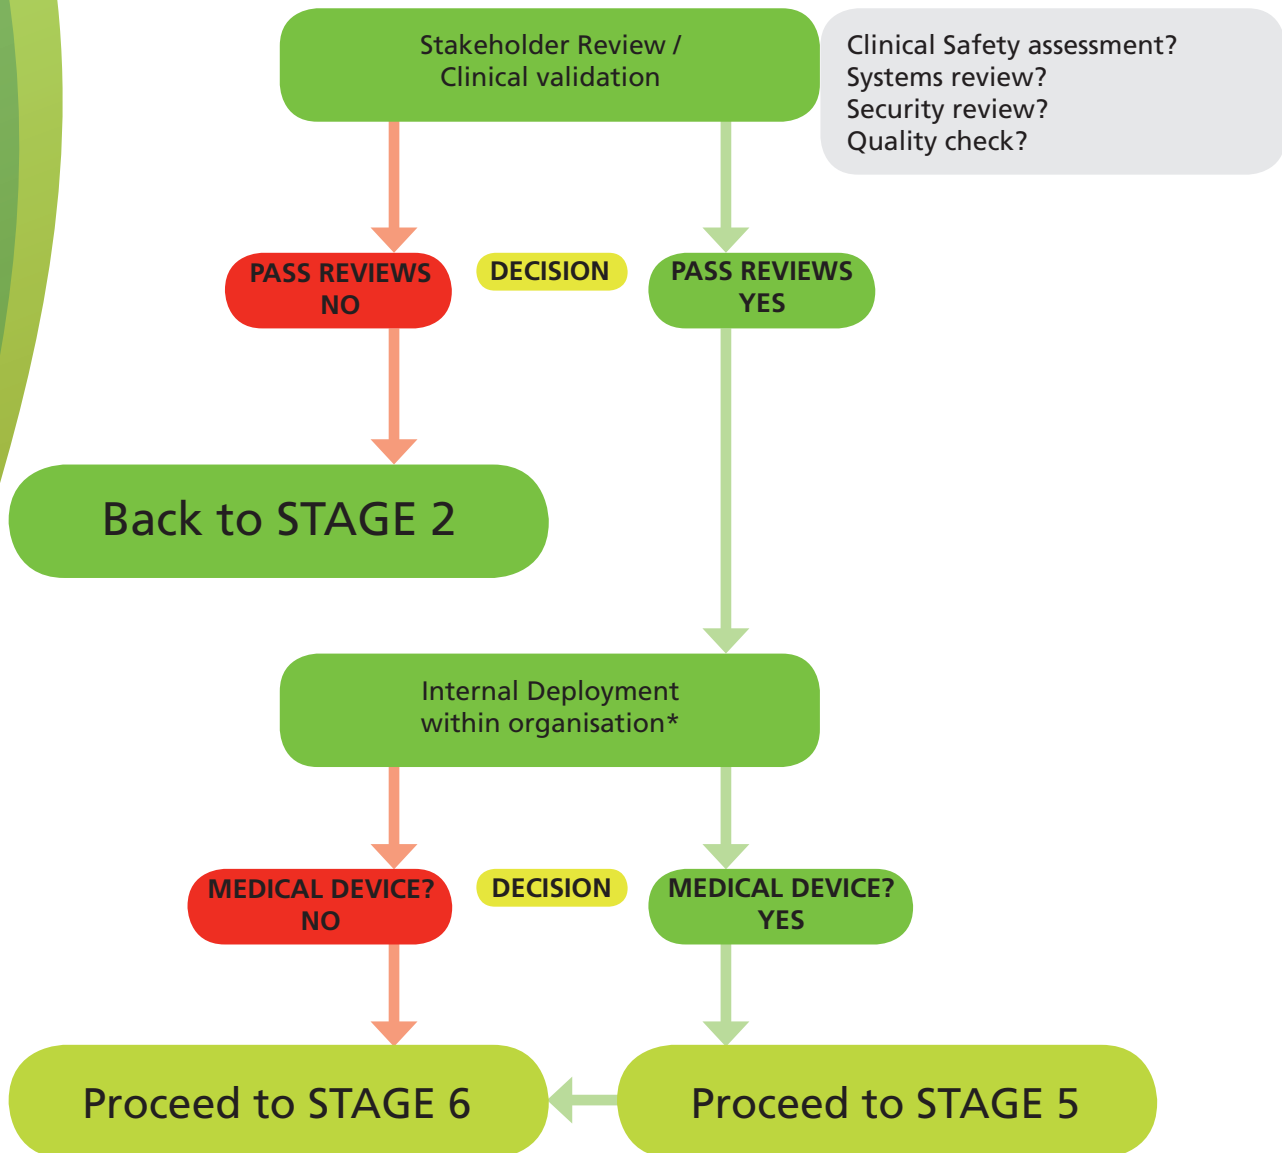 Stakeholder Review /
Clinical validation
Clinical Safety assessment?
Systems review?
Security review?
Quality check?
PASS REVIEWS
NO
DECISION
PASS REVIEWS
YES
Back to STAGE 2
Internal Deployment
within organisation*
MEDICAL DEVICE?
NO
DECISION
MEDICAL DEVICE?
YES
Proceed to STAGE 6
Proceed to STAGE 5